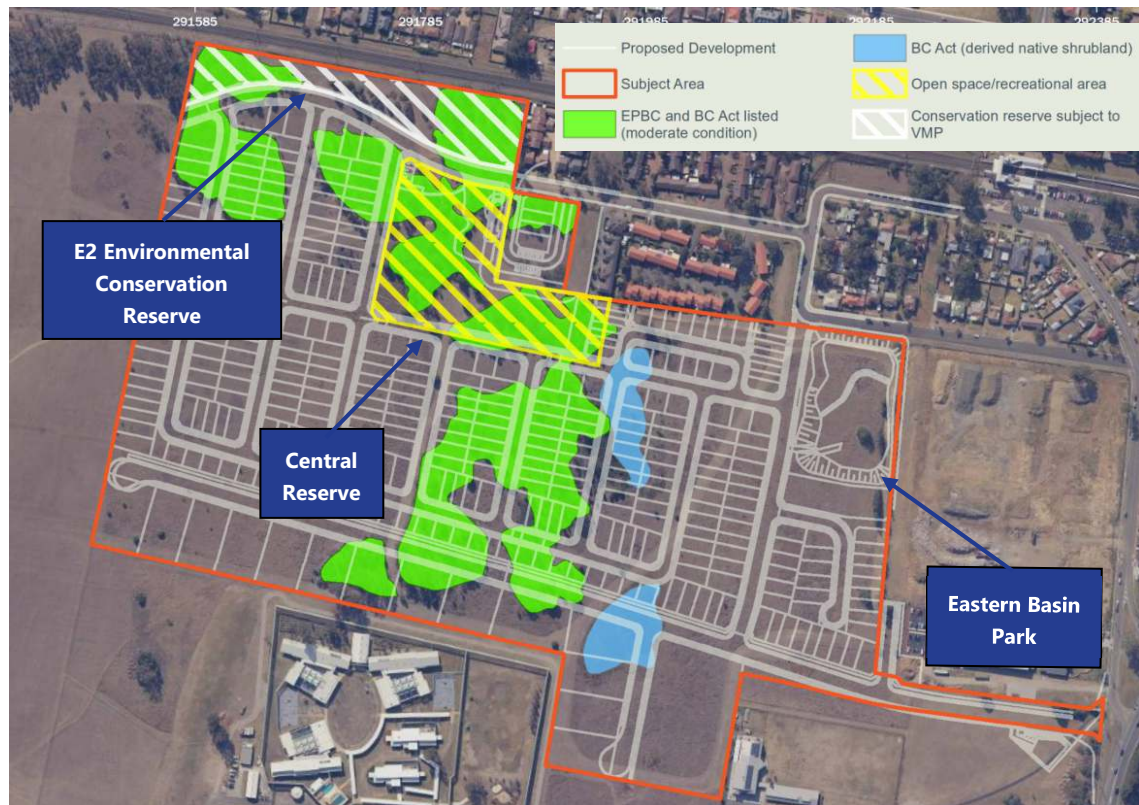 291585
291785
291985
292185
292385
Proposed Development
Subject Area
EPBC and BC Act listed
(moderate condition)
BC Act (derived native shrubland)
Open space/recreational area
Conservation reserve subject to
VMP
E2 Environmental
Conservation
Reserve
Central
Reserve
Eastern Basin
Park